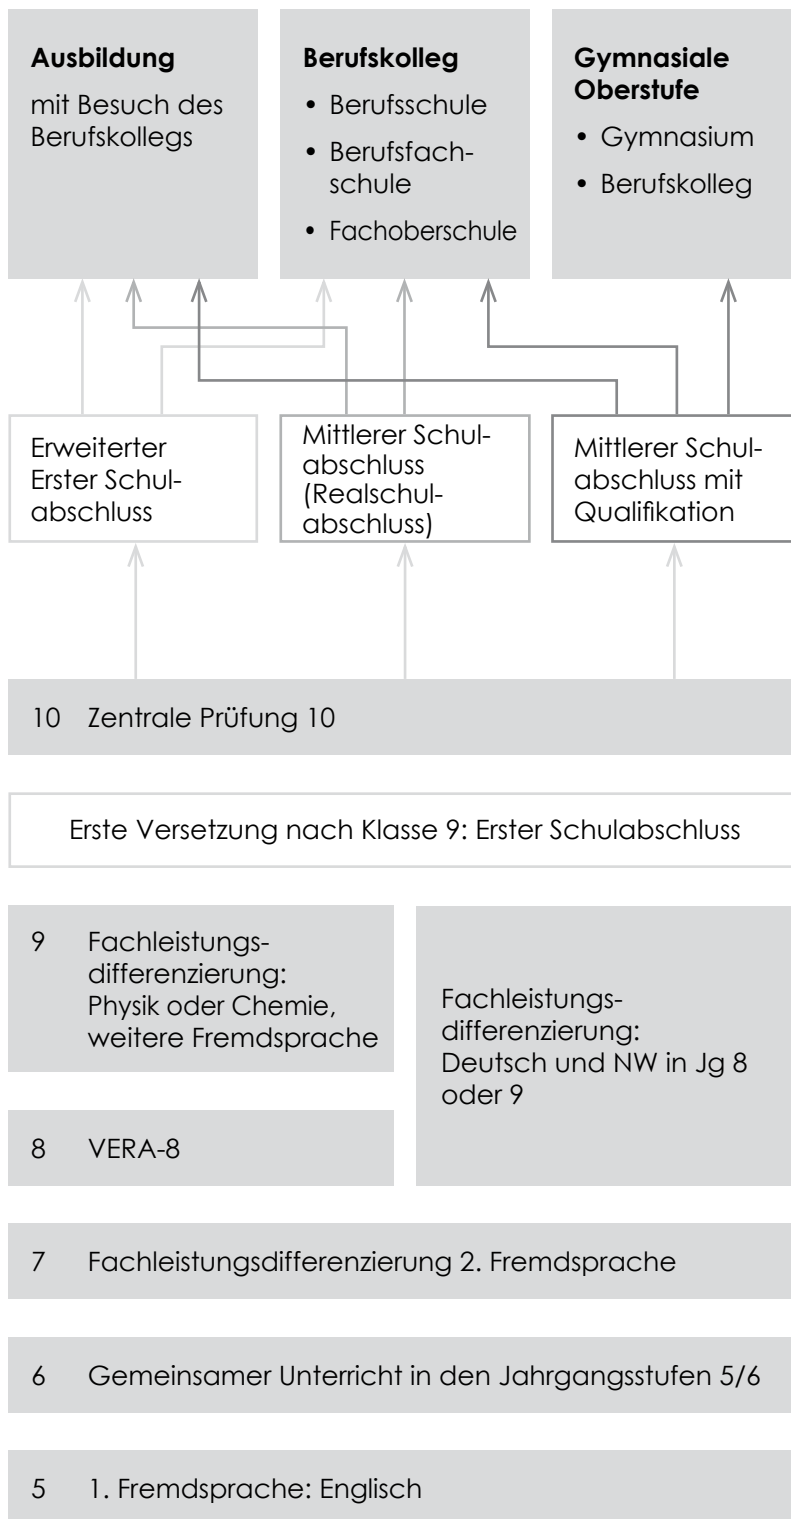 Ausbildung
mit Besuch des
Berufskollegs
Berufskolleg
• Berufsschule
• Berufsfach-
schule
• Fachoberschule
Gymnasiale
Oberstufe
• Gymnasium
• Berufskolleg
Erweiterter
Erster Schul-
abschluss
Mittlerer Schul-
abschluss
(Realschul-
abschluss)
Mittlerer Schul-
abschluss mit
Qualifikation
10 Zentrale Prüfung 10
Erste Versetzung nach Klasse 9: Erster Schulabschluss
9 Fachleistungs-
differenzierung:
Physik oder Chemie,
weitere Fremdsprache
Fachleistungs-
differenzierung:
Deutsch und NW in Jg 8
oder 9
8 VERA-8
7 Fachleistungsdifferenzierung 2. Fremdsprache
6 Gemeinsamer Unterricht in den Jahrgangsstufen 5/6
5 1. Fremdsprache: Englisch